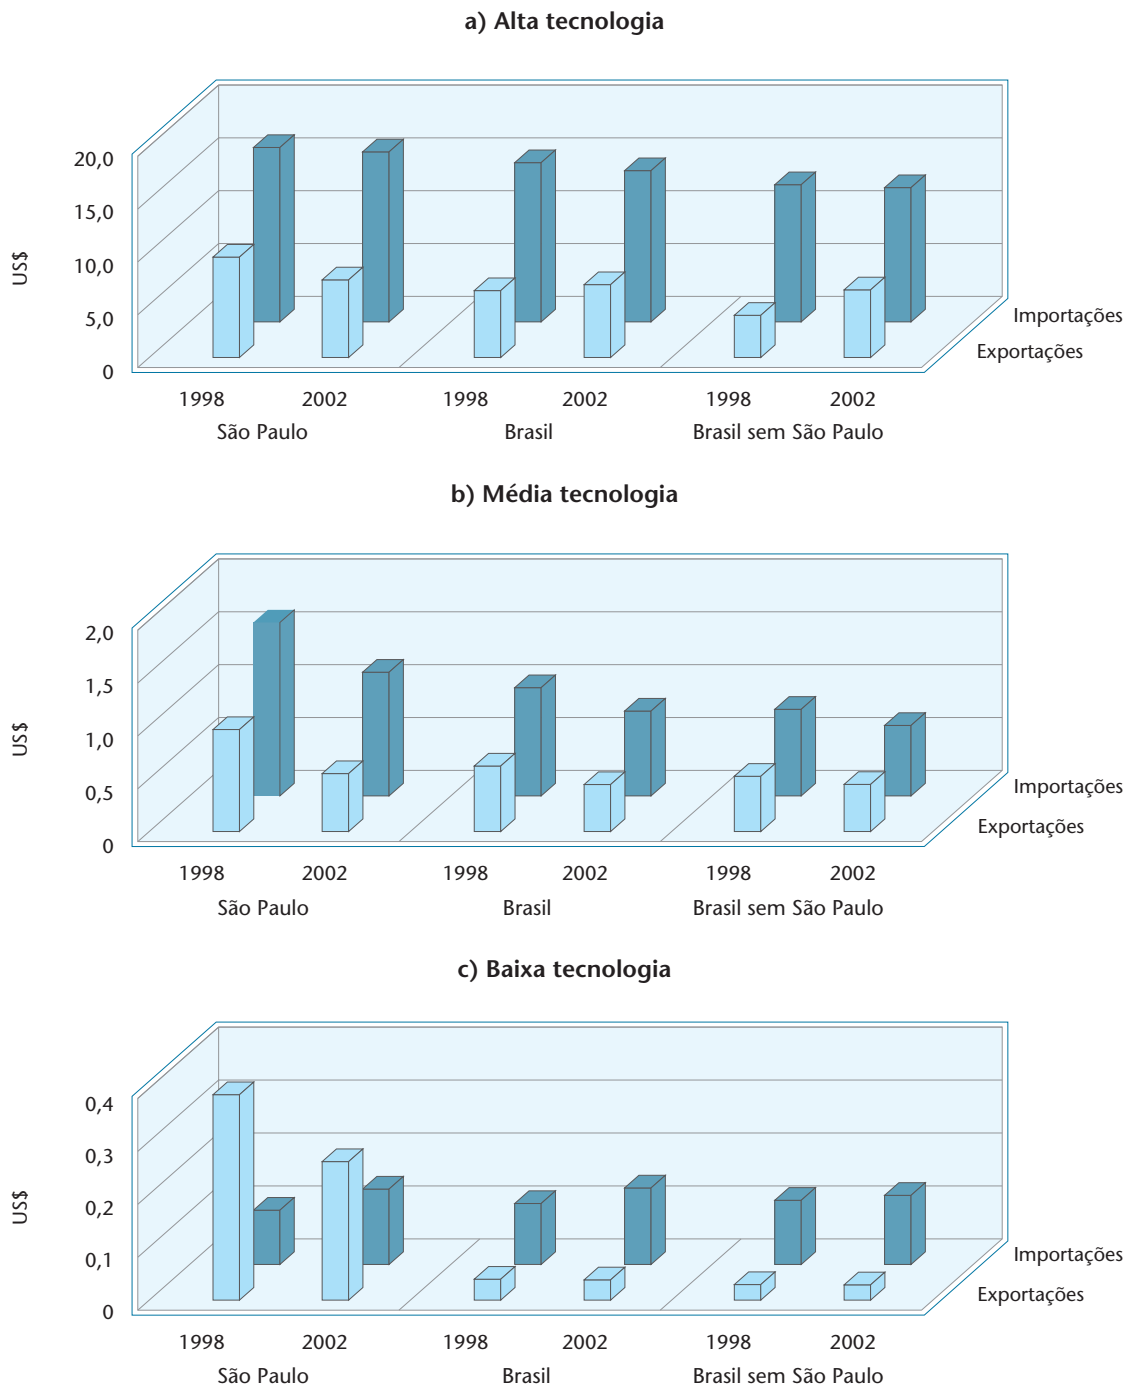 a) Alta tecnologia
20,0
15,0
10,0
5,0
0
US$
Importações
Exportações
1998 2002 1998 2002 1998 2002
São Paulo Brasil Brasil sem São Paulo
b) Média tecnologia
2,0
1,5
1,0
0,5
0
US$
Importações
Exportações
1998 2002 1998 2002 1998 2002
São Paulo Brasil Brasil sem São Paulo
c) Baixa tecnologia
0,4
0,3
0,2
0,1
0
US$
Importações
Exportações
1998 2002 1998 2002 1998 2002
São Paulo Brasil Brasil sem São Paulo